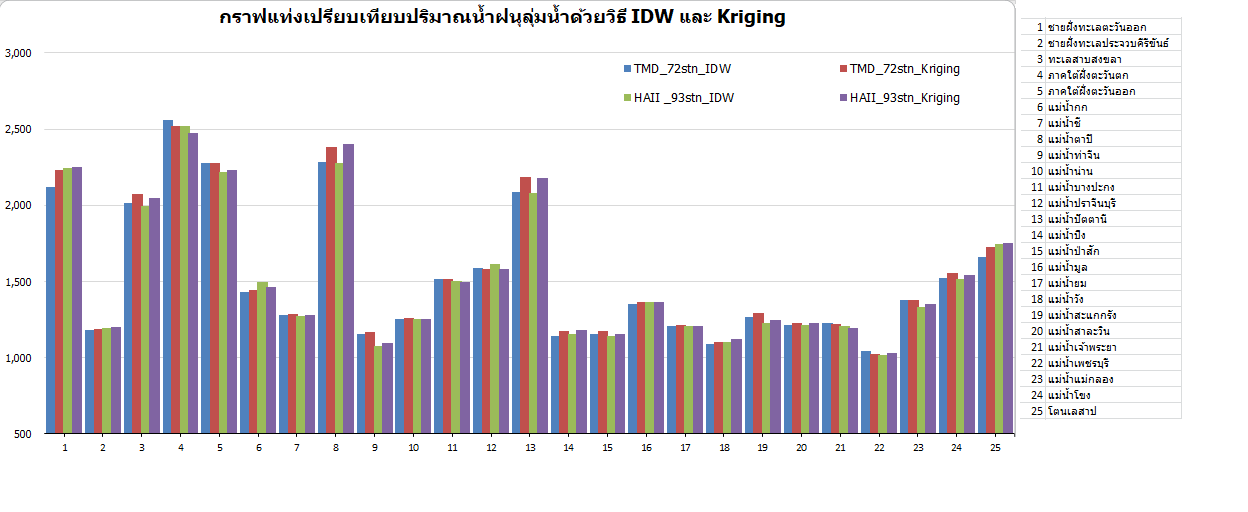 กราฟแท่งเปรียบเทียบปริมาณน้ำฝนลุ่มน้ำด้วยวิธี IDW และ Kriging
TMD_72stn_IDW TMD_72stn_Kriging
HAII _93stn_IDW HAII_93stn_Kriging
3,000
2,500
2,000
1,500
1,000
500
1 2 3 4 5 6 7 8 9 10 11 12 13 14 15 16 17 18 19 20 21 22 23 24 25
1 ชายฝั่งทะเลตะวันออก
2 ชายฝั่งทะเลประจวบคิรีขันธ์
3 ทะเลสาบสงขลา
4 ภาคใต้ฝั่งตะวันตก
5 ภาคใต้ฝั่งตะวันออก
6 แม่น้ำกก
7 แม่น้ำชี
8 แม่น้ำตาปี
9 แม่น้ำท่าจีน
10 แม่น้ำน่าน
11 แม่น้ำบางปะกง
12 แม่น้ำปราจีนบุรี
13 แม่น้ำปัตตานี
14 แม่น้ำปิง
15 แม่น้ำป่าสัก
16 แม่น้ำมูล
17 แม่น้ำยม
18 แม่น้ำวัง
19 แม่น้ำสะแกกรัง
20 แม่น้ำสาละวิน
21 แม่น้ำเจ้าพระยา
22 แม่น้ำเพชรบุรี
23 แม่น้ำแม่กลอง
24 แม่น้ำโขง
25 โตนเลสาป